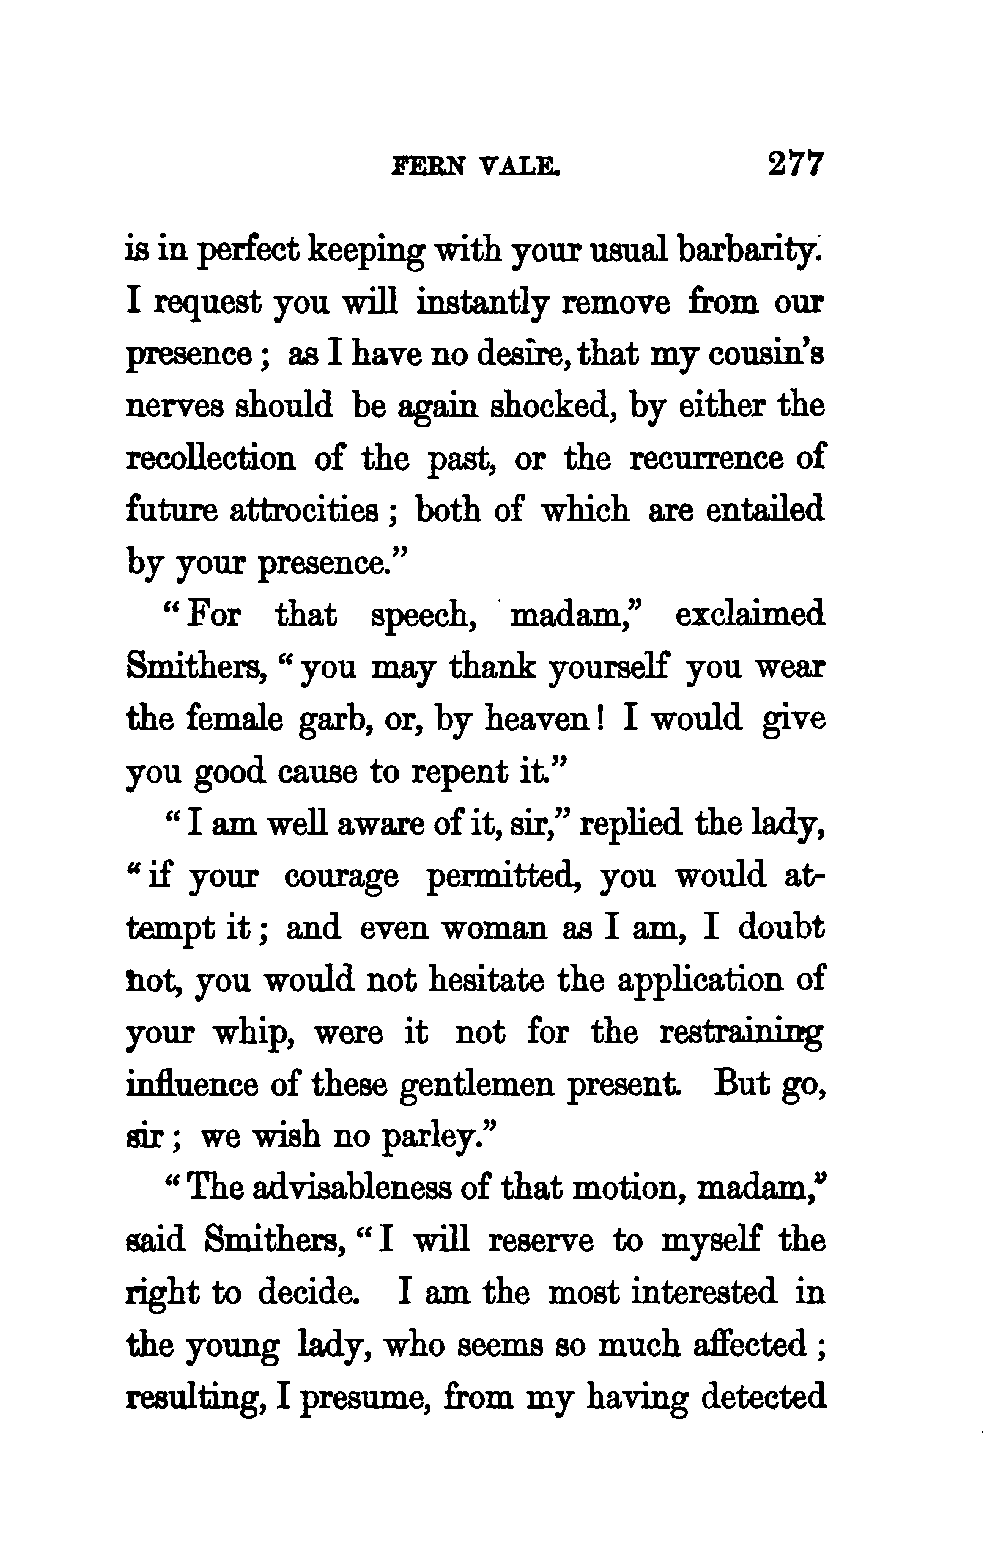 FERN VALE. 277
is in perfect keeping with your usual barbarity.
I request you will instantly remove from our
presence; as I have no desire, that my cousin's
nerves should be again shocked, by either the
recollection of the past, or the recurrence of
future attrocities; both of which are entailed
by your presence."
"For that speech, madam," exclaimed
Smithers, "you may thank yourself you wear
the female garb, or, by heaven! I would give
you good cause to repent it."
"I am well aware of it, sir," replied the lady,
"if your courage permitted, you would at-
tempt it; and even woman as I am, I doubt
not, you would not hesitate the application of
your whip, were it not for the restraining
influence of these gentlemen present. But go,
sir; we wish no parley."
"The advisableness of that motion, madam,"
said Smithers, "I will reserve to myself the
right to decide. I am the most interested in
the young lady, who seems so much affected;
resulting, I presume, from my having detected